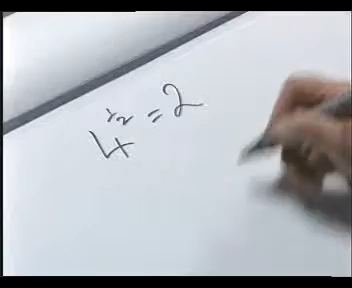 4^{1/2} = 2